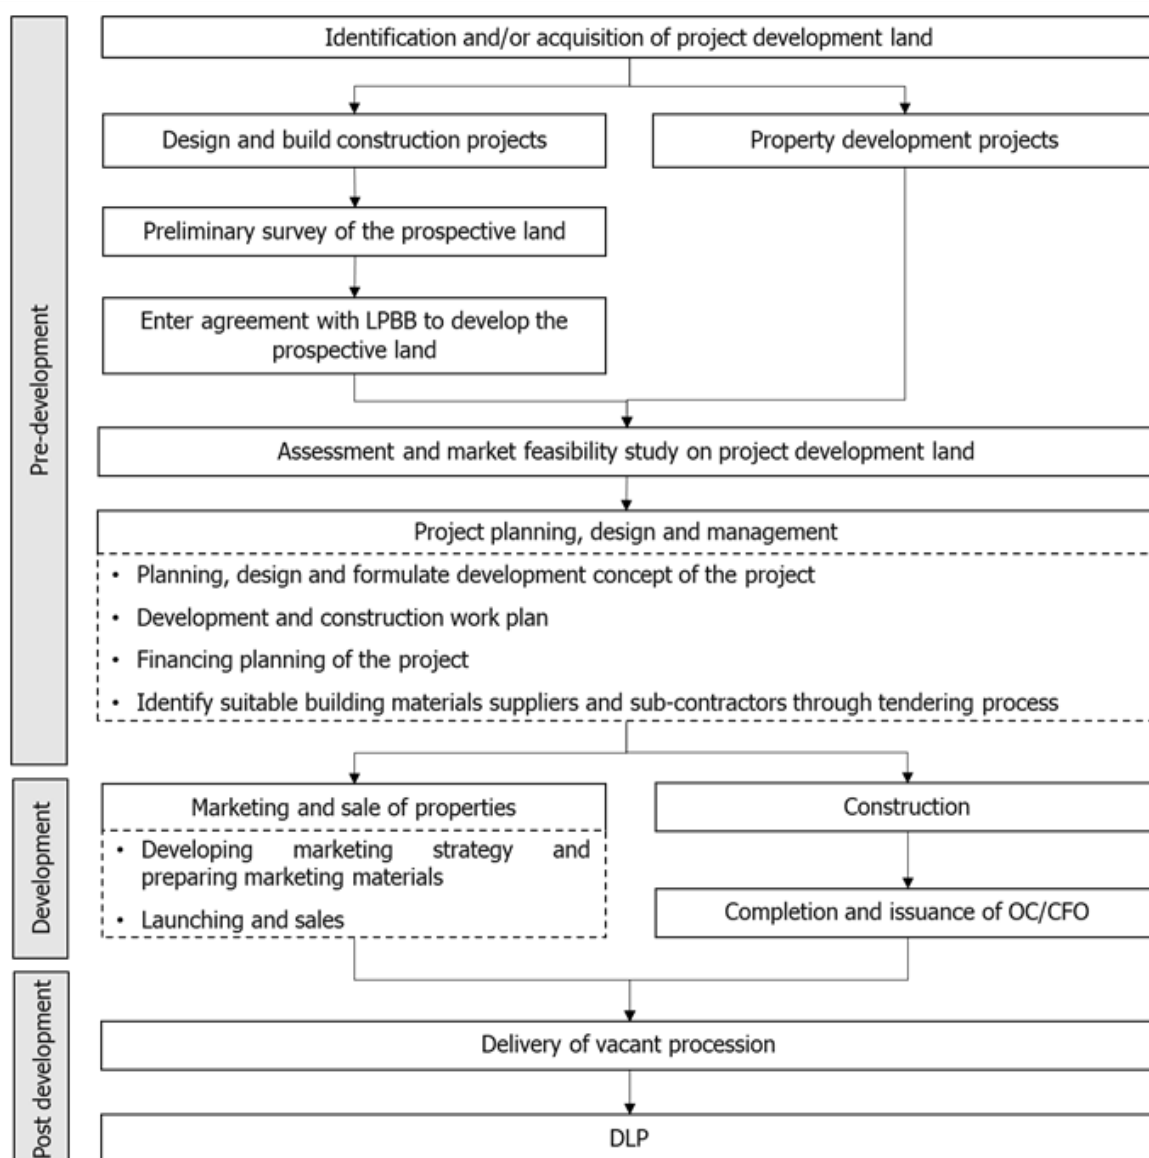 Pre-development
Identification and/or acquisition of project development land
Design and build construction projects
Property development projects
Preliminary survey of the prospective land
Enter agreement with LPBB to develop the
prospective land
Assessment and market feasibility study on project development land
Project planning, design and management
• Planning, design and formulate development concept of the project
• Development and construction work plan
• Financing planning of the project
• Identify suitable building materials suppliers and sub-contractors through tendering process
Development
Marketing and sale of properties
• Developing marketing strategy and
preparing marketing materials
• Launching and sales
Construction
Completion and issuance of OC/CFO
Post development
Delivery of vacant procession
DLP